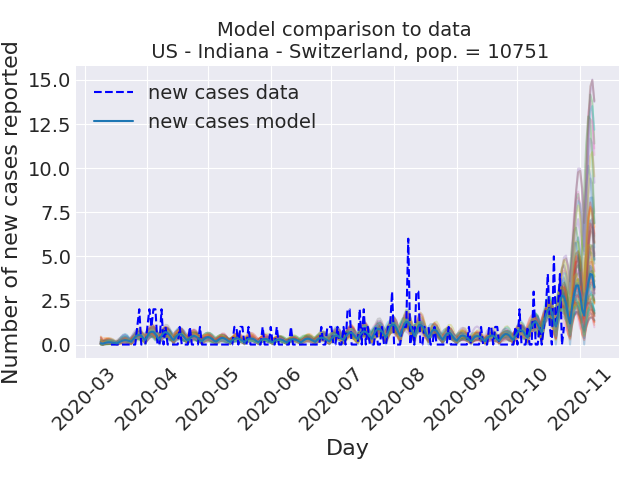 Model comparison to data
US - Indiana - Switzerland, pop. = 10751
Number of new cases reported
15.0
12.5
10.0
7.5
5.0
2.5
0.0
new cases data
new cases model
2020-03
2020-04
2020-05
2020-06
2020-07
2020-08
2020-09
2020-10
2020-11
Day